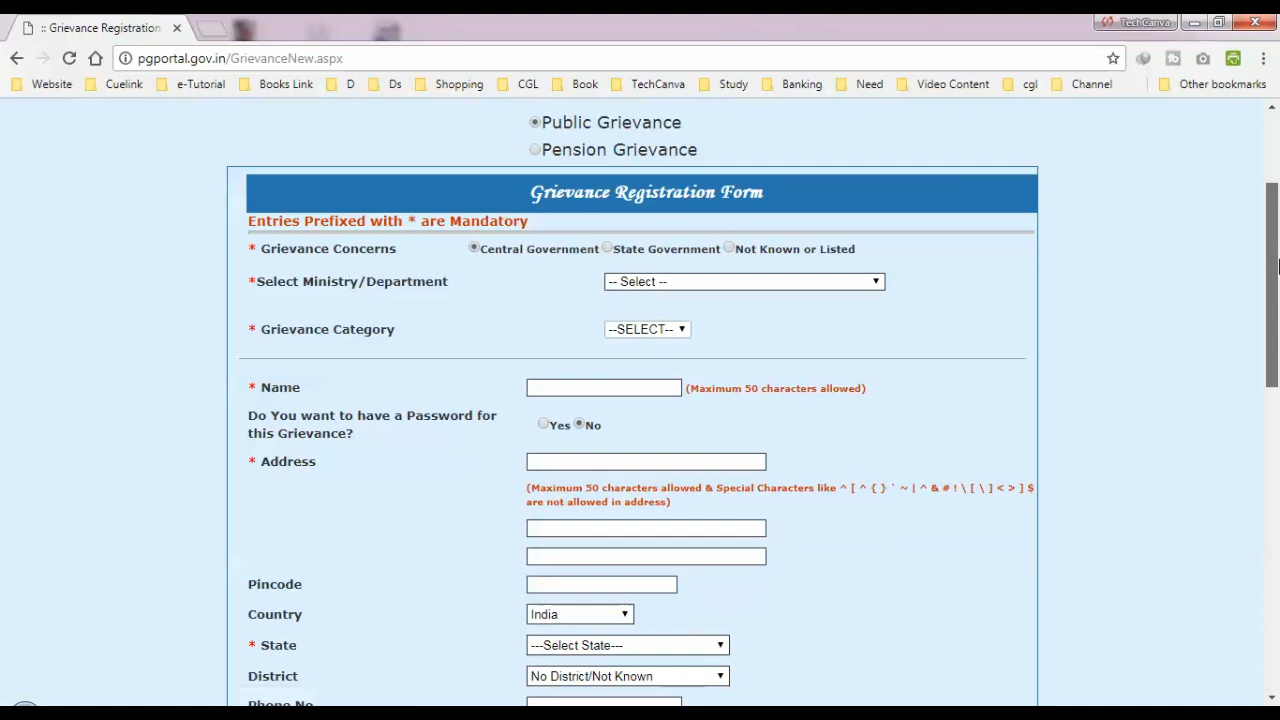 :: Grievance Registration
TechCanva
pgportal.gov.in/GrievanceNew.aspx
Website Cuelink e-Tutorial Books Link D Ds Shopping CGL Book TechCanva Study Banking Need Video Content cgl Channel Other bookmarks
Public Grievance
Pension Grievance
Grievance Registration Form
Entries Prefixed with * are Mandatory
* Grievance Concerns Central Government State Government Not Known or Listed
*Select Ministry/Department -- Select --
* Grievance Category --SELECT--
* Name (Maximum 50 characters allowed)
Do You want to have a Password for
this Grievance? Yes No
* Address
(Maximum 50 characters allowed & Special Characters like ^ [ ^ { } ` ~ | ^ & # ! \ [ \ ] < > ] $
are not allowed in address)
Pincode
Country India
* State ---Select State---
District No District/Not Known
Phone No